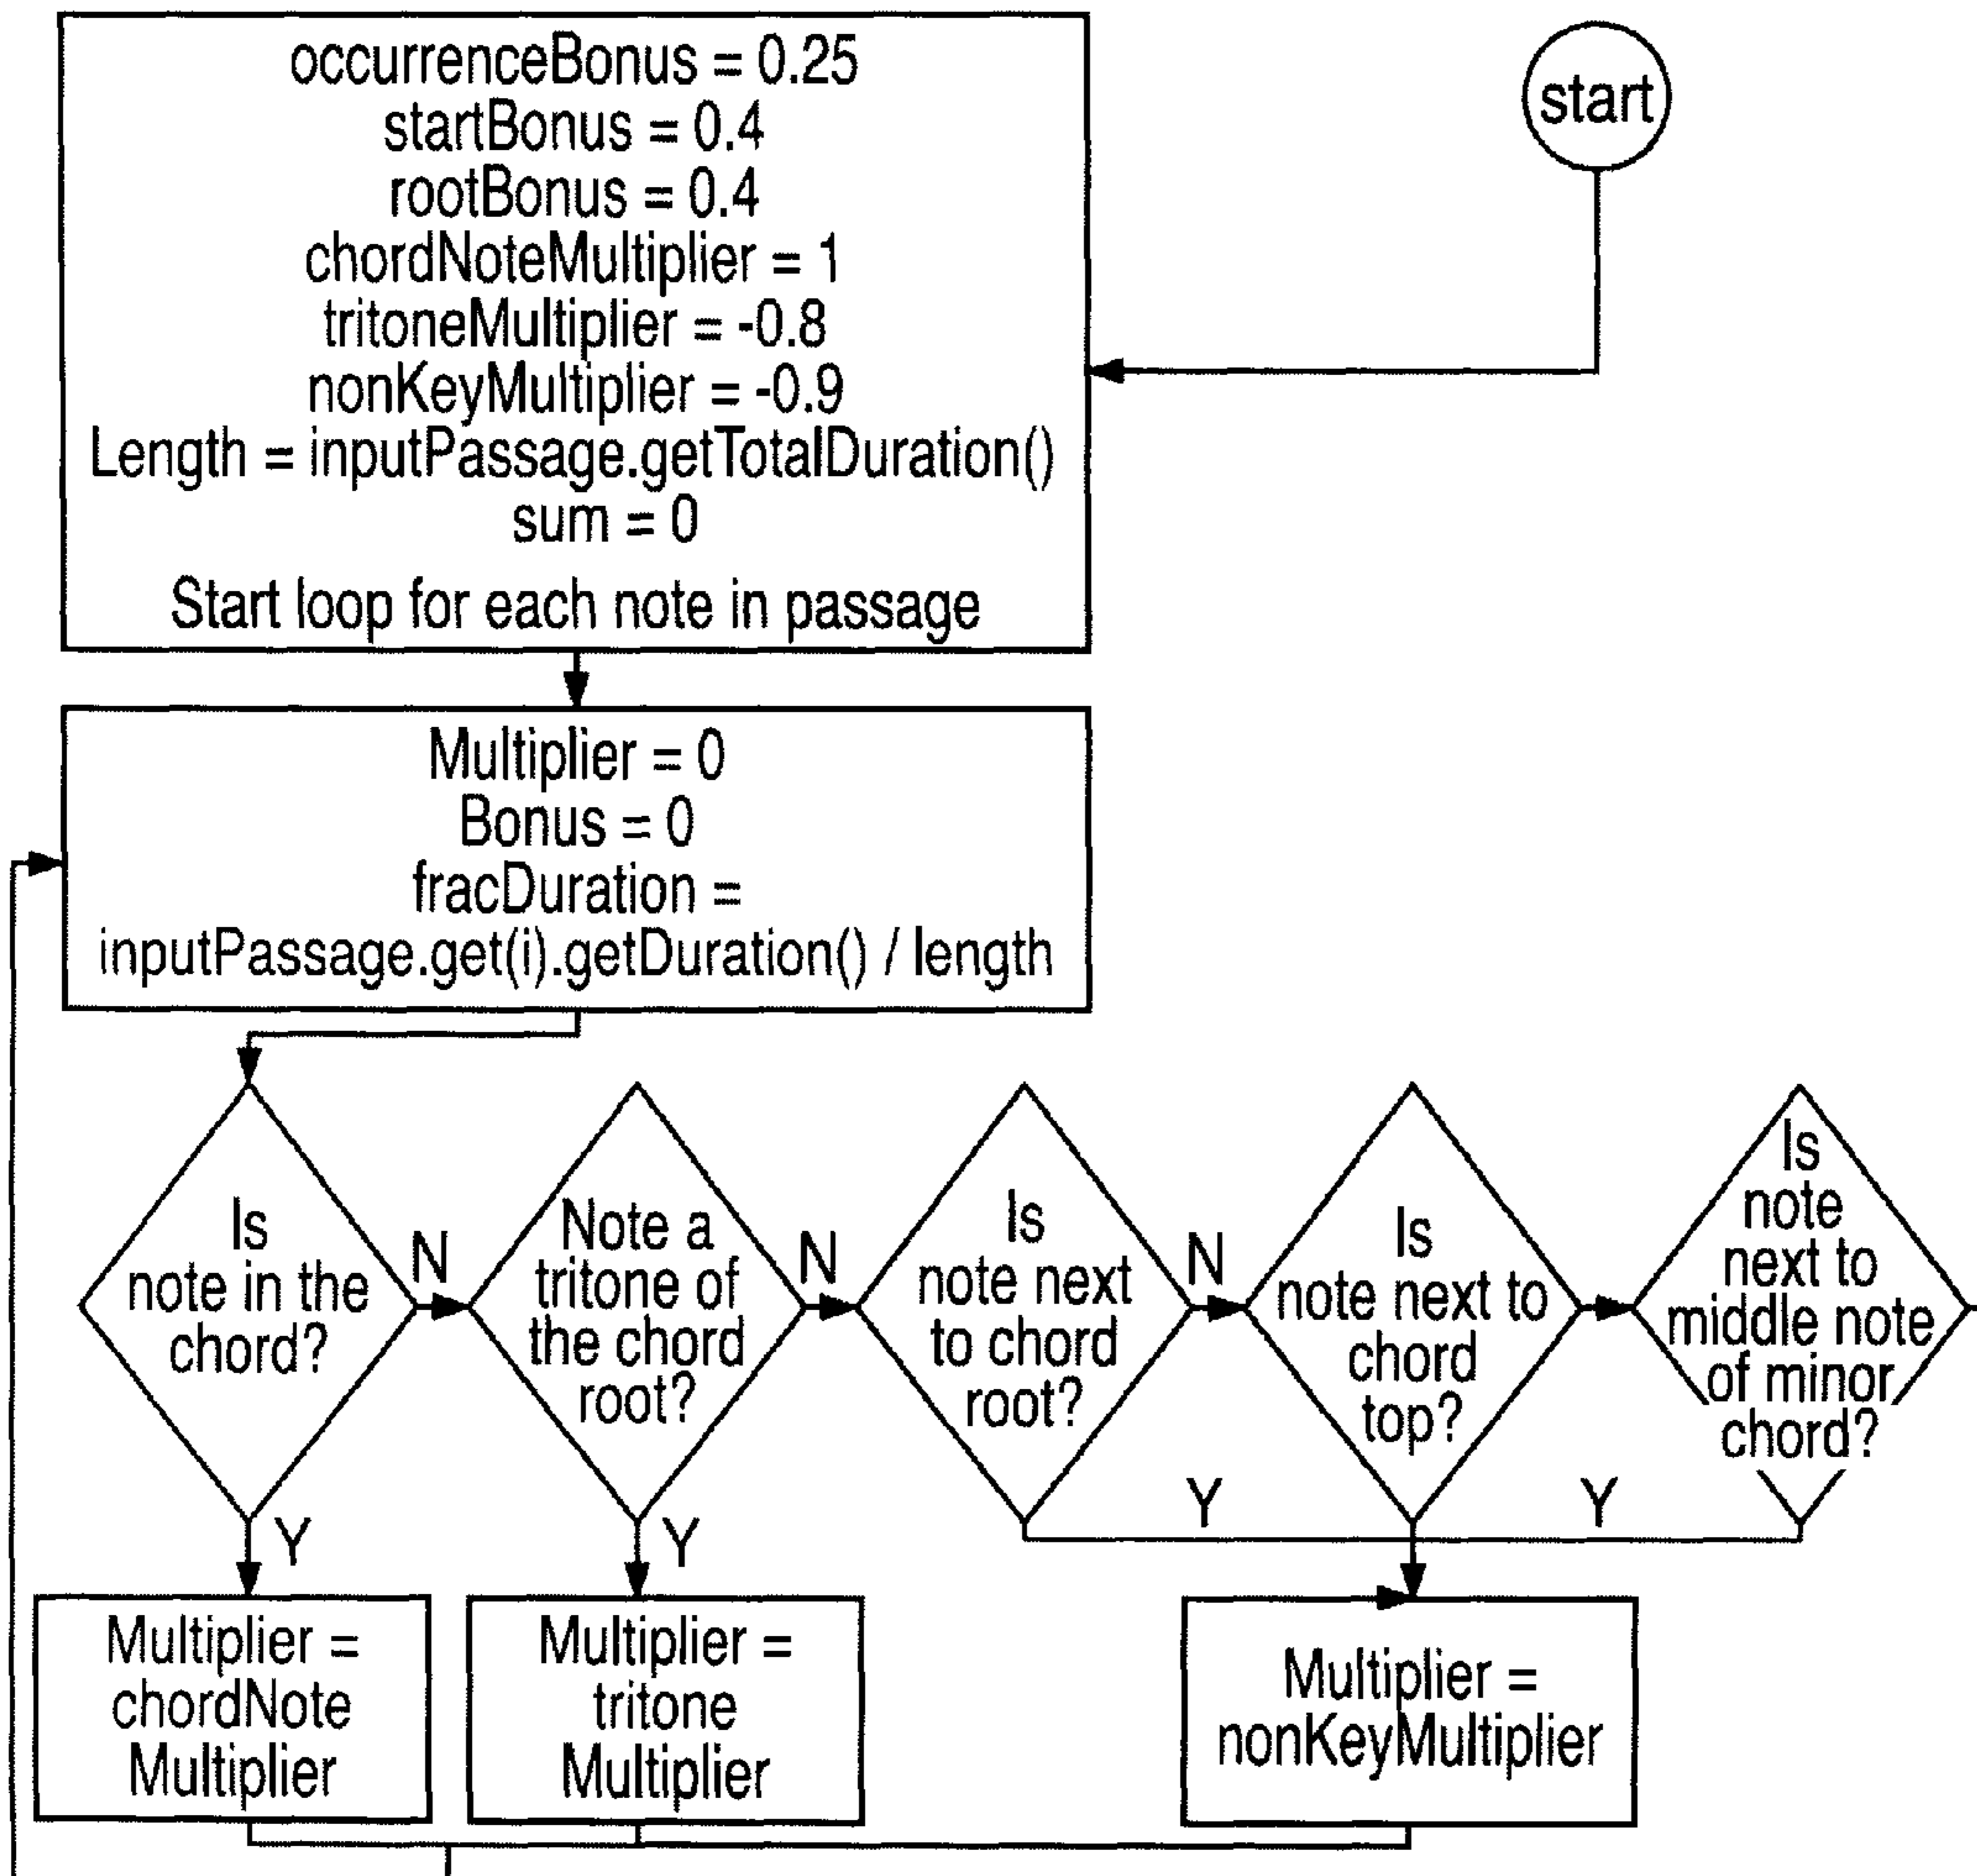 occurrenceBonus = 0.25
startBonus = 0.4
rootBonus = 0.4
chordNoteMultiplier = 1
tritoneMultiplier = -0.8
nonKeyMultiplier = -0.9
Length = inputPassage.getTotalDuration()
sum = 0
Start loop for each note in passage
start
Multiplier = 0
Bonus = 0
fracDuration =
inputPassage.get(i).getDuration() / length
Is
note in the
chord?
N
Y
Note a
tritone of
the chord
root?
N
Y
Is
note next
to chord
root?
N
Y
Is
note next to
chord
top?
Y
Is
note
next to
middle note
of minor
chord?
Multiplier =
chordNote
Multiplier
Multiplier =
tritone
Multiplier
Multiplier =
nonKeyMultiplier